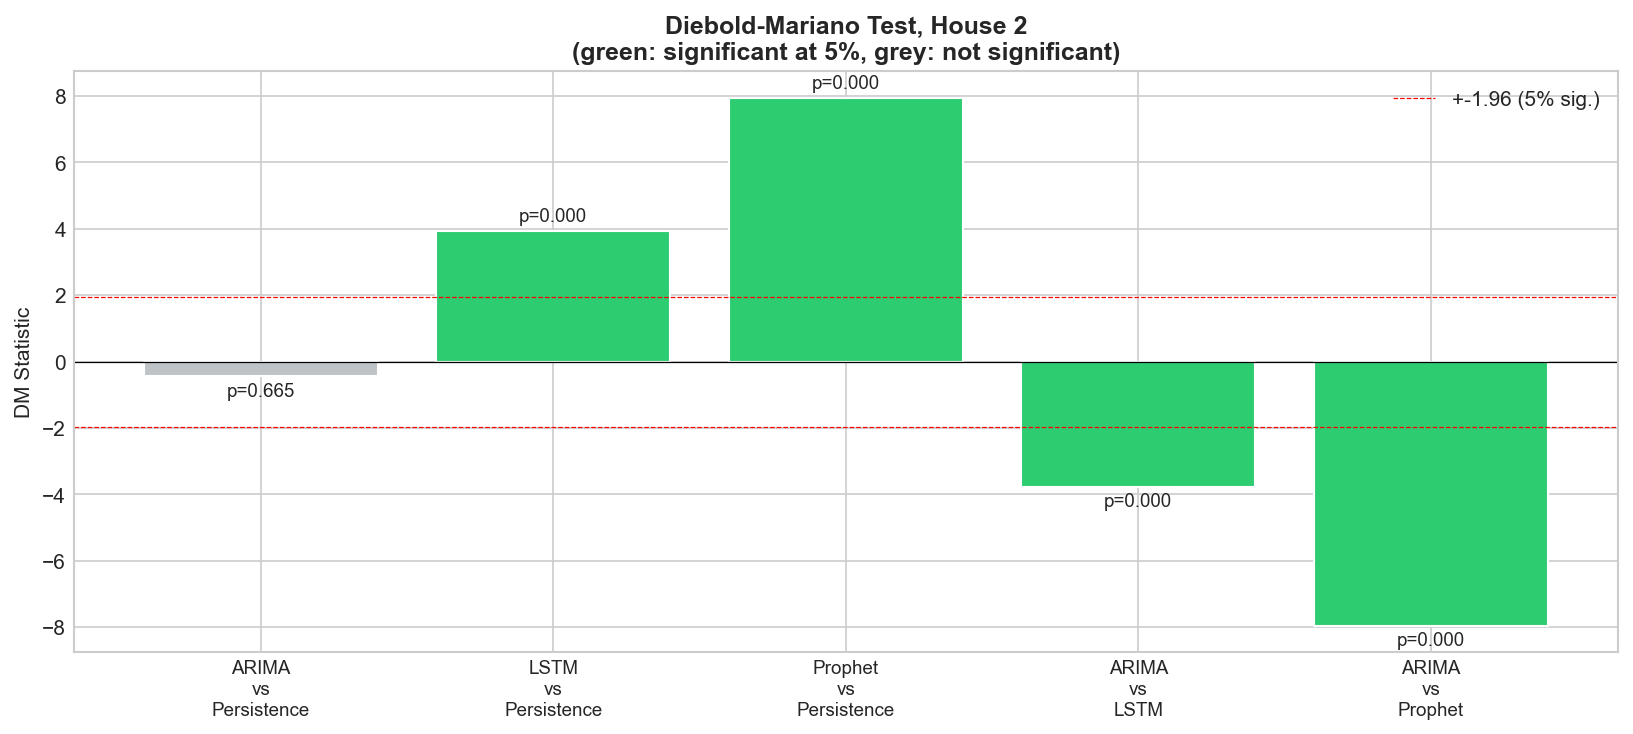 Diebold-Mariano Test, House 2
(green: significant at 5%, grey: not significant)
p=0.000
+-1.96 (5% sig.)
p=0.000
p=0.665
p=0.000
p=0.000
8
6
4
2
0
−2
−4
−6
−8
DM Statistic
ARIMA
vs
Persistence
LSTM
vs
Persistence
Prophet
vs
Persistence
ARIMA
vs
LSTM
ARIMA
vs
Prophet